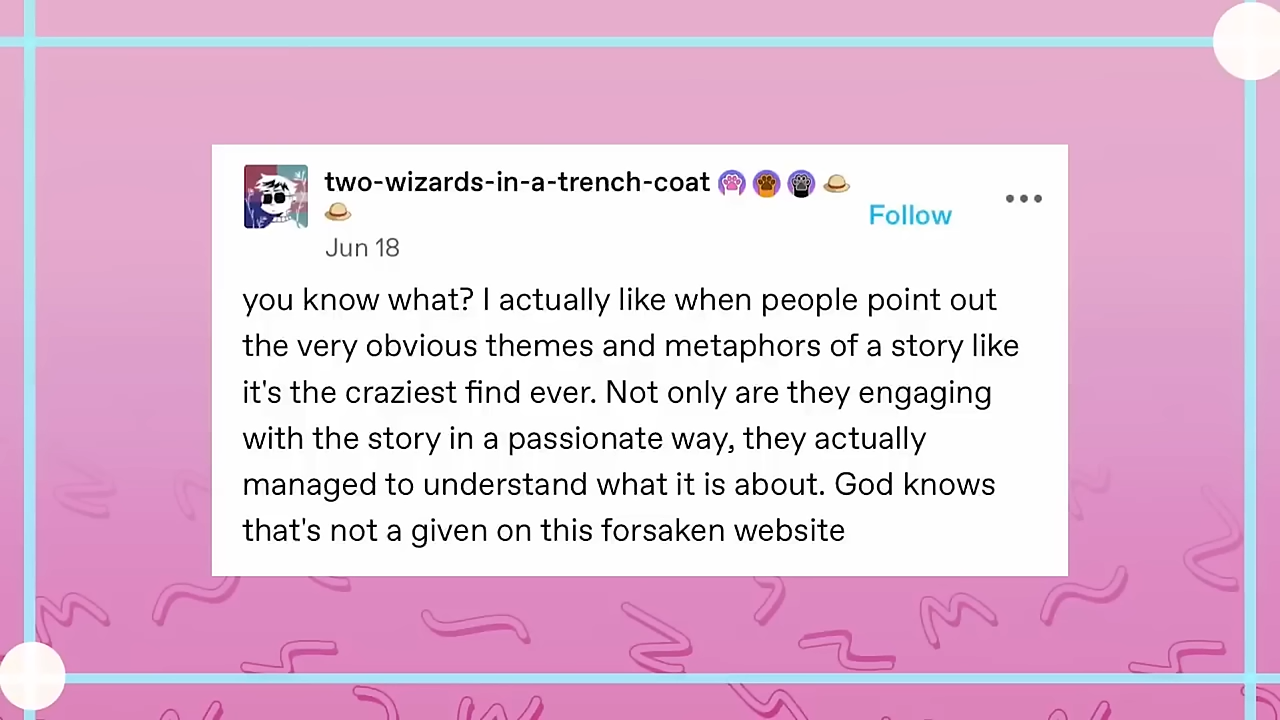 two-wizards-in-a-trench-coat
Follow
Jun 18
you know what? I actually like when people point out
the very obvious themes and metaphors of a story like
it's the craziest find ever. Not only are they engaging
with the story in a passionate way, they actually
managed to understand what it is about. God knows
that's not a given on this forsaken website